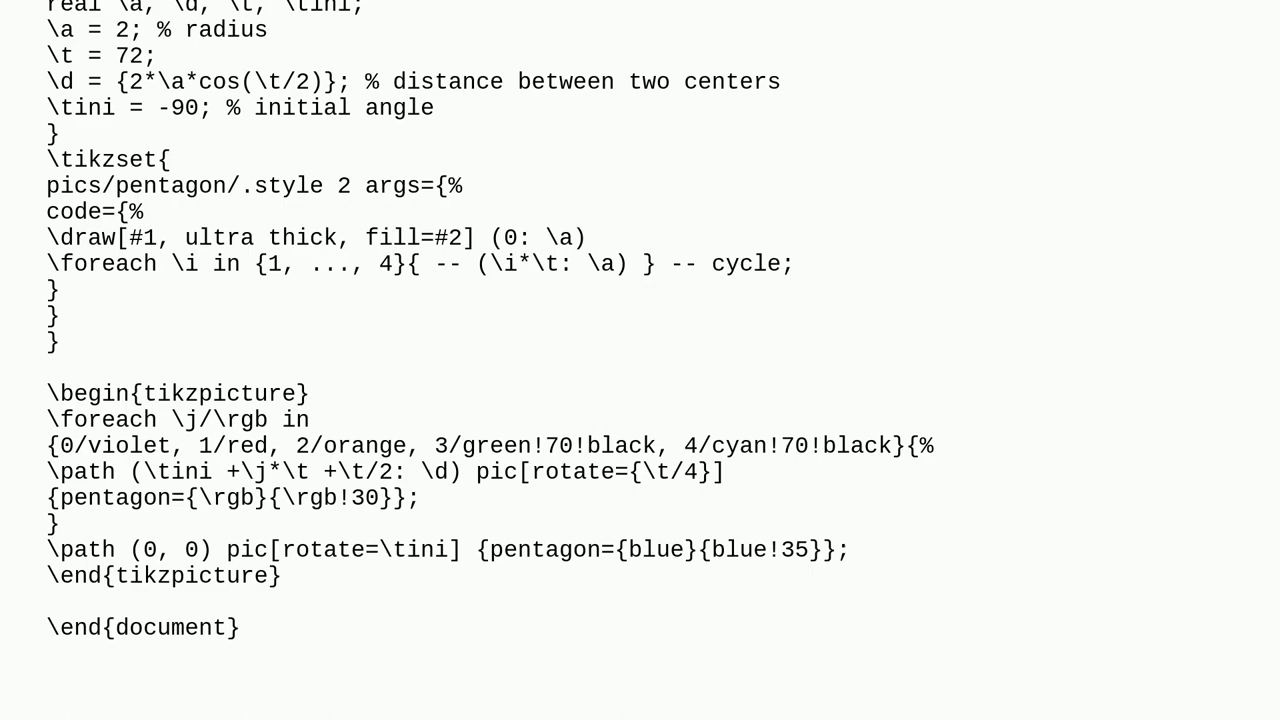 real \a, \d, \t, \tini;
\a = 2; % radius
\t = 72;
\d = {2*\a*cos(\t/2)}; % distance between two centers
\tini = -90; % initial angle
}
\tikzset{
pics/pentagon/.style 2 args={%
code={%
\draw[#1, ultra thick, fill=#2] (0: \a)
\foreach \i in {1, ..., 4}{ -- (\i*\t: \a) } -- cycle;
}
}
}
\begin{tikzpicture}
\foreach \j/\rgb in
{0/violet, 1/red, 2/orange, 3/green!70!black, 4/cyan!70!black}{%
\path (\tini +\j*\t +\t/2: \d) pic[rotate={\t/4}]
{pentagon={\rgb}{\rgb!30}};
}
\path (0, 0) pic[rotate=\tini] {pentagon={blue}{blue!35}};
\end{tikzpicture}
\end{document}